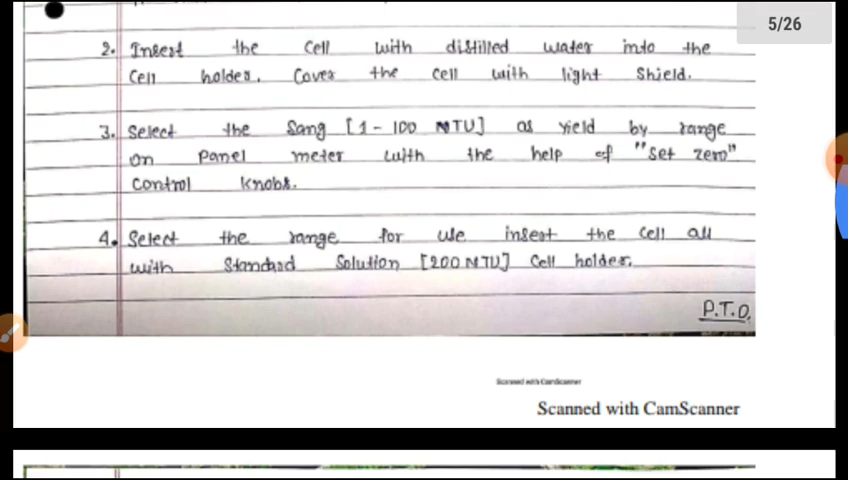 5/26
2. Insert the Cell with distilled water into the
Cell holder. Cover the cell with light Shield.
3. Select the Sang [1 - 100 NTU] as yield by range
on panel meter with the help of "Set zero"
Control knobs.
4. Select the range for use insert the cell all
with Standard Solution [200 NTU] Cell holder.
P.T.O.
Scanned with CamScanner
Scanned with CamScanner